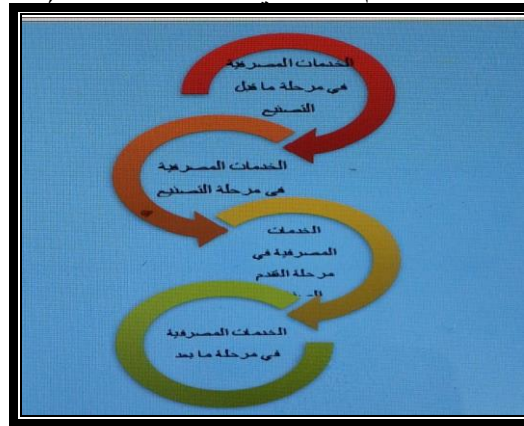 الخدمات المصرفية
في مرحلة ما قبل
التصنيع
الخدمات المصرفية
في مرحلة التصنيع
الخدمات
المصرفية في
مرحلة التقدم
الخدمات المصرفية
في مرحلة ما بعد